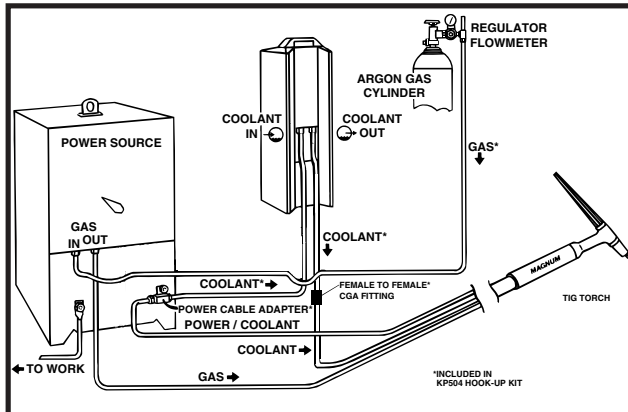 REGULATOR
FLOWMETER
ARGON GAS
CYLINDER
COOLANT
IN
COOLANT
OUT
POWER SOURCE
GAS*
GAS
IN OUT
COOLANT*
MAGNUM
COOLANT*
FEMALE TO FEMALE*
CGA FITTING
TIG TORCH
POWER CABLE ADAPTER*
POWER / COOLANT
COOLANT
TO WORK
GAS
*INCLUDED IN
KP504 HOOK-UP KIT